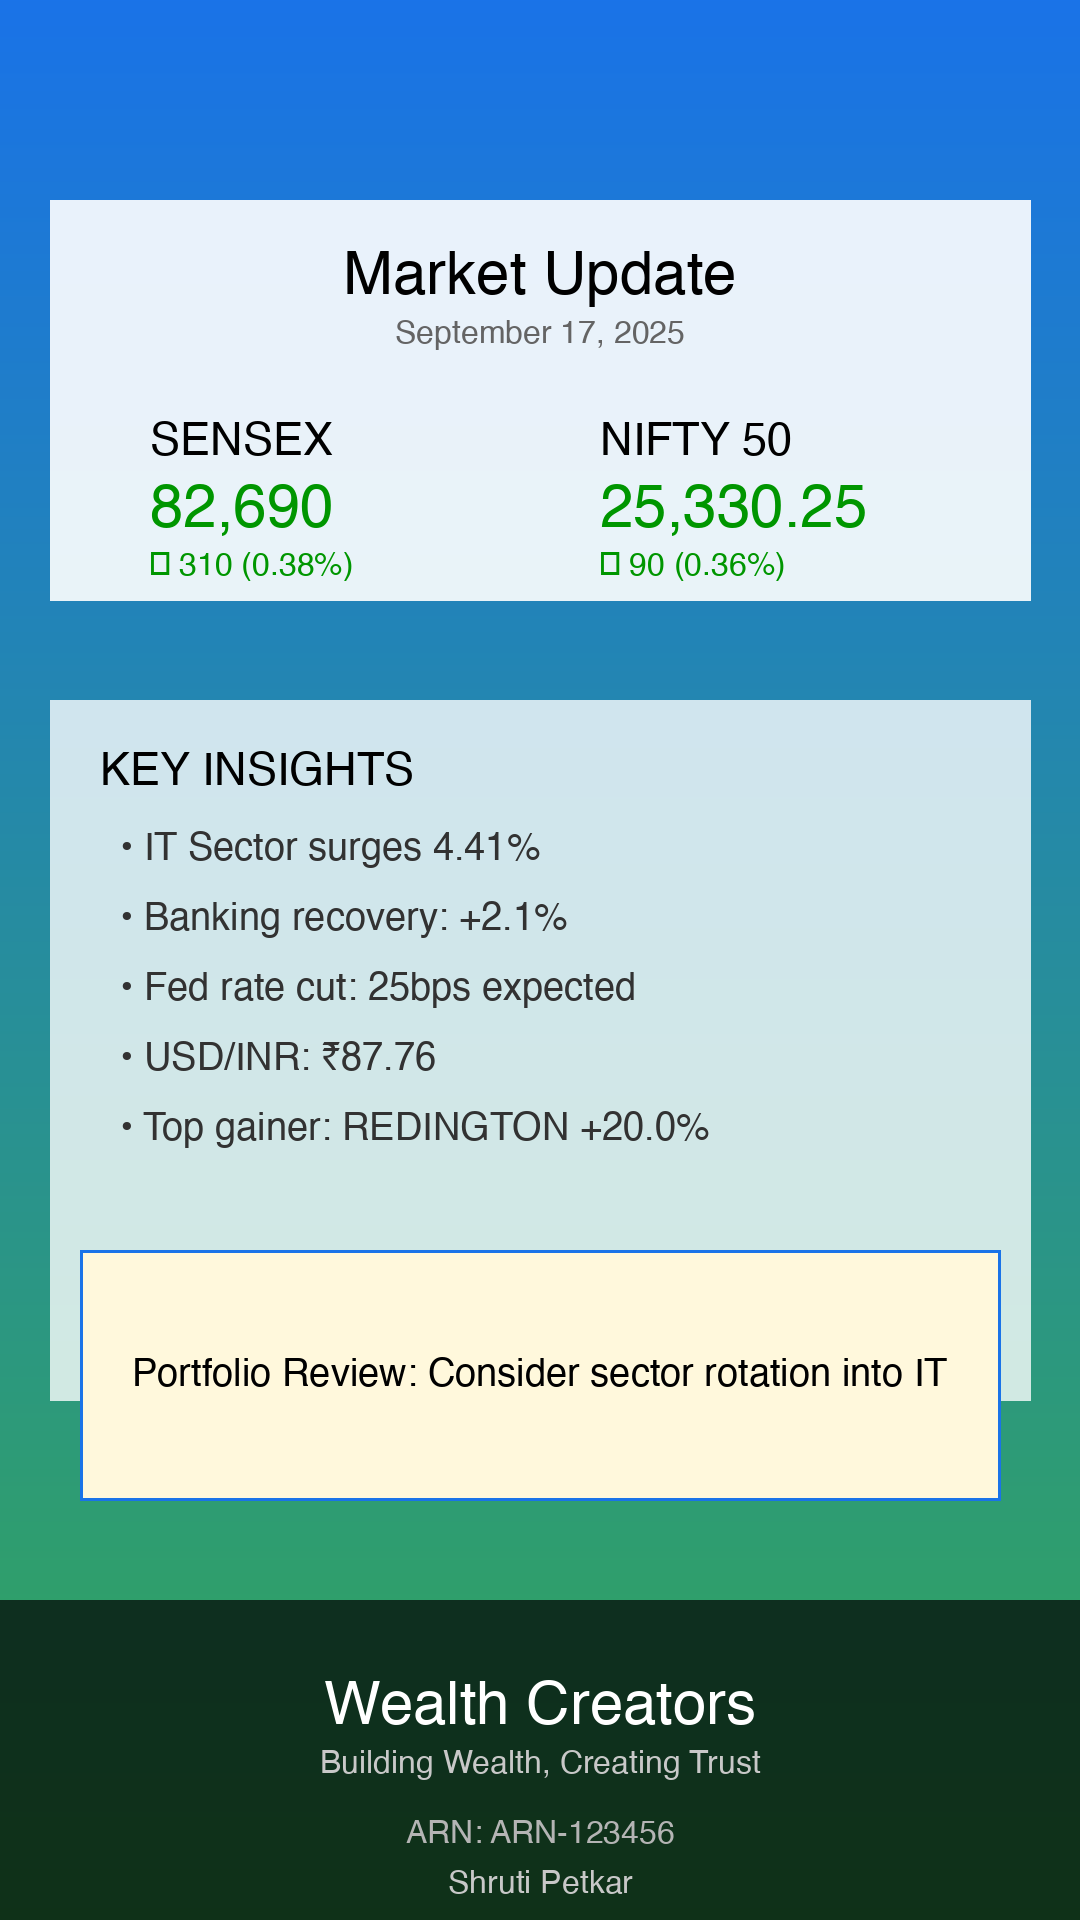 Market Update
September 17, 2025
SENSEX
82,690
▯ 310 (0.38%)
NIFTY 50
25,330.25
▯ 90 (0.36%)
KEY INSIGHTS
• IT Sector surges 4.41%
• Banking recovery: +2.1%
• Fed rate cut: 25bps expected
• USD/INR: ₹87.76
• Top gainer: REDINGTON +20.0%
Portfolio Review: Consider sector rotation into IT
Wealth Creators
Building Wealth, Creating Trust
ARN: ARN-123456
Shruti Petkar